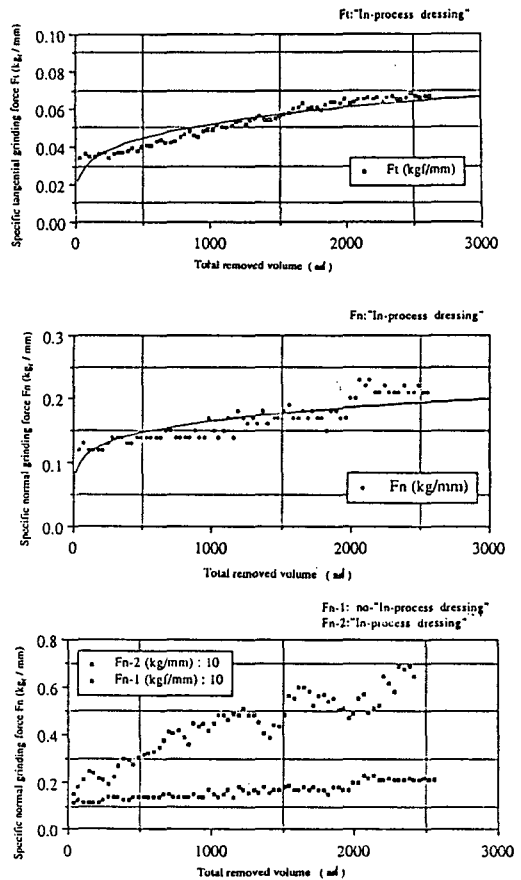 Ft:"In-process dressing"
Specific tangential grinding force Ft (kgf / mm)
0.10
0.08
0.06
0.04
0.02
0.00
Ft (kgf/mm)
0
1000
2000
3000
Total removed volume
Fn:"In-process dressing"
Specific normal grinding force Fn (kgf / mm)
0.3
0.2
0.1
0.0
Fn (kg/mm)
0
1000
2000
3000
Total removed volume
Fn-1: no-"In-process dressing"
Fn-2:"In-process dressing"
Specific normal grinding force Fn (kgf / mm)
0.8
0.6
0.4
0.2
0.0
Fn-2 (kg/mm) : 10
Fn-1 (kgf/mm) : 10
0
1000
2000
3000
Total removed volume